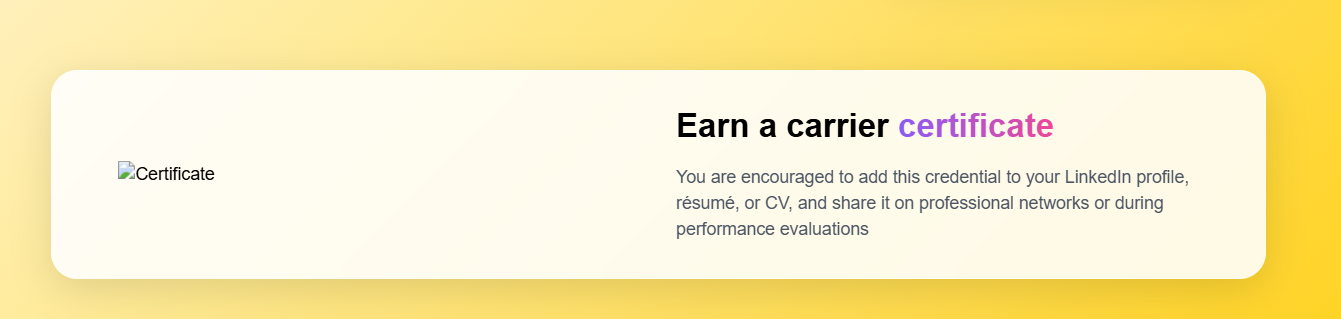 Earn a carrier certificate
Certificate
You are encouraged to add this credential to your LinkedIn profile,
résumé, or CV, and share it on professional networks or during
performance evaluations